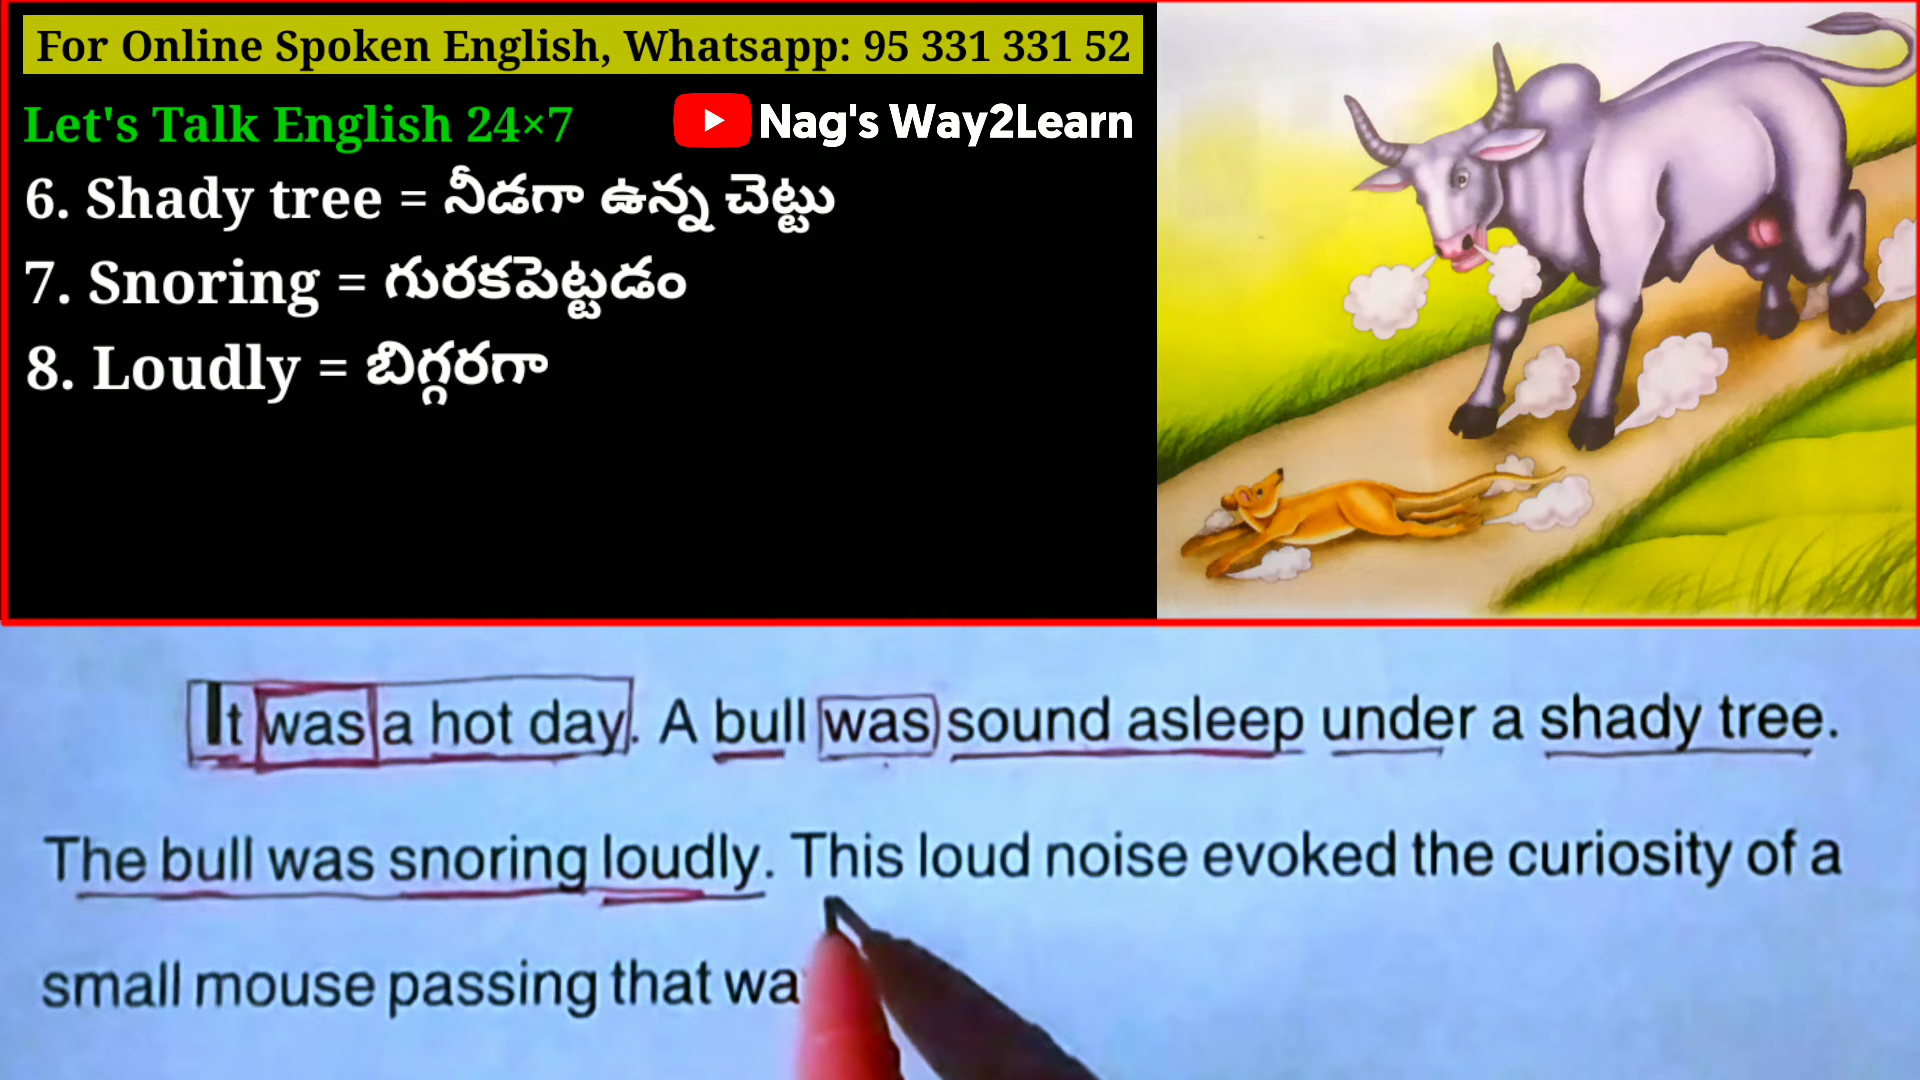 For Online Spoken English, Whatsapp: 95 331 331 52
Let's Talk English 24×7
Nag's Way2Learn
6. Shady tree = నీడగా ఉన్న చెట్టు
7. Snoring = గురకపెట్టడం
8. Loudly = బిగ్గరగా
It was a hot day. A bull was sound asleep under a shady tree.
The bull was snoring loudly. This loud noise evoked the curiosity of a
small mouse passing that